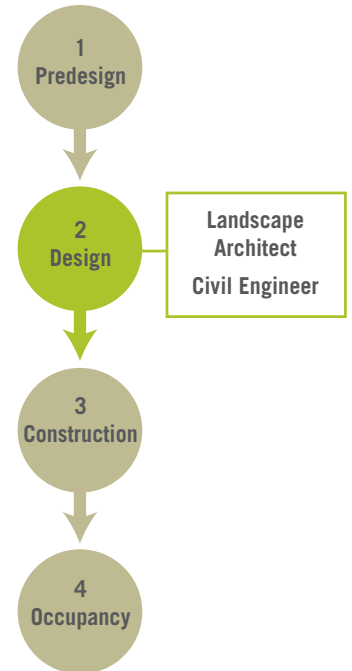 1
Predesign
2
Design
Landscape
Architect
Civil Engineer
3
Construction
4
Occupancy